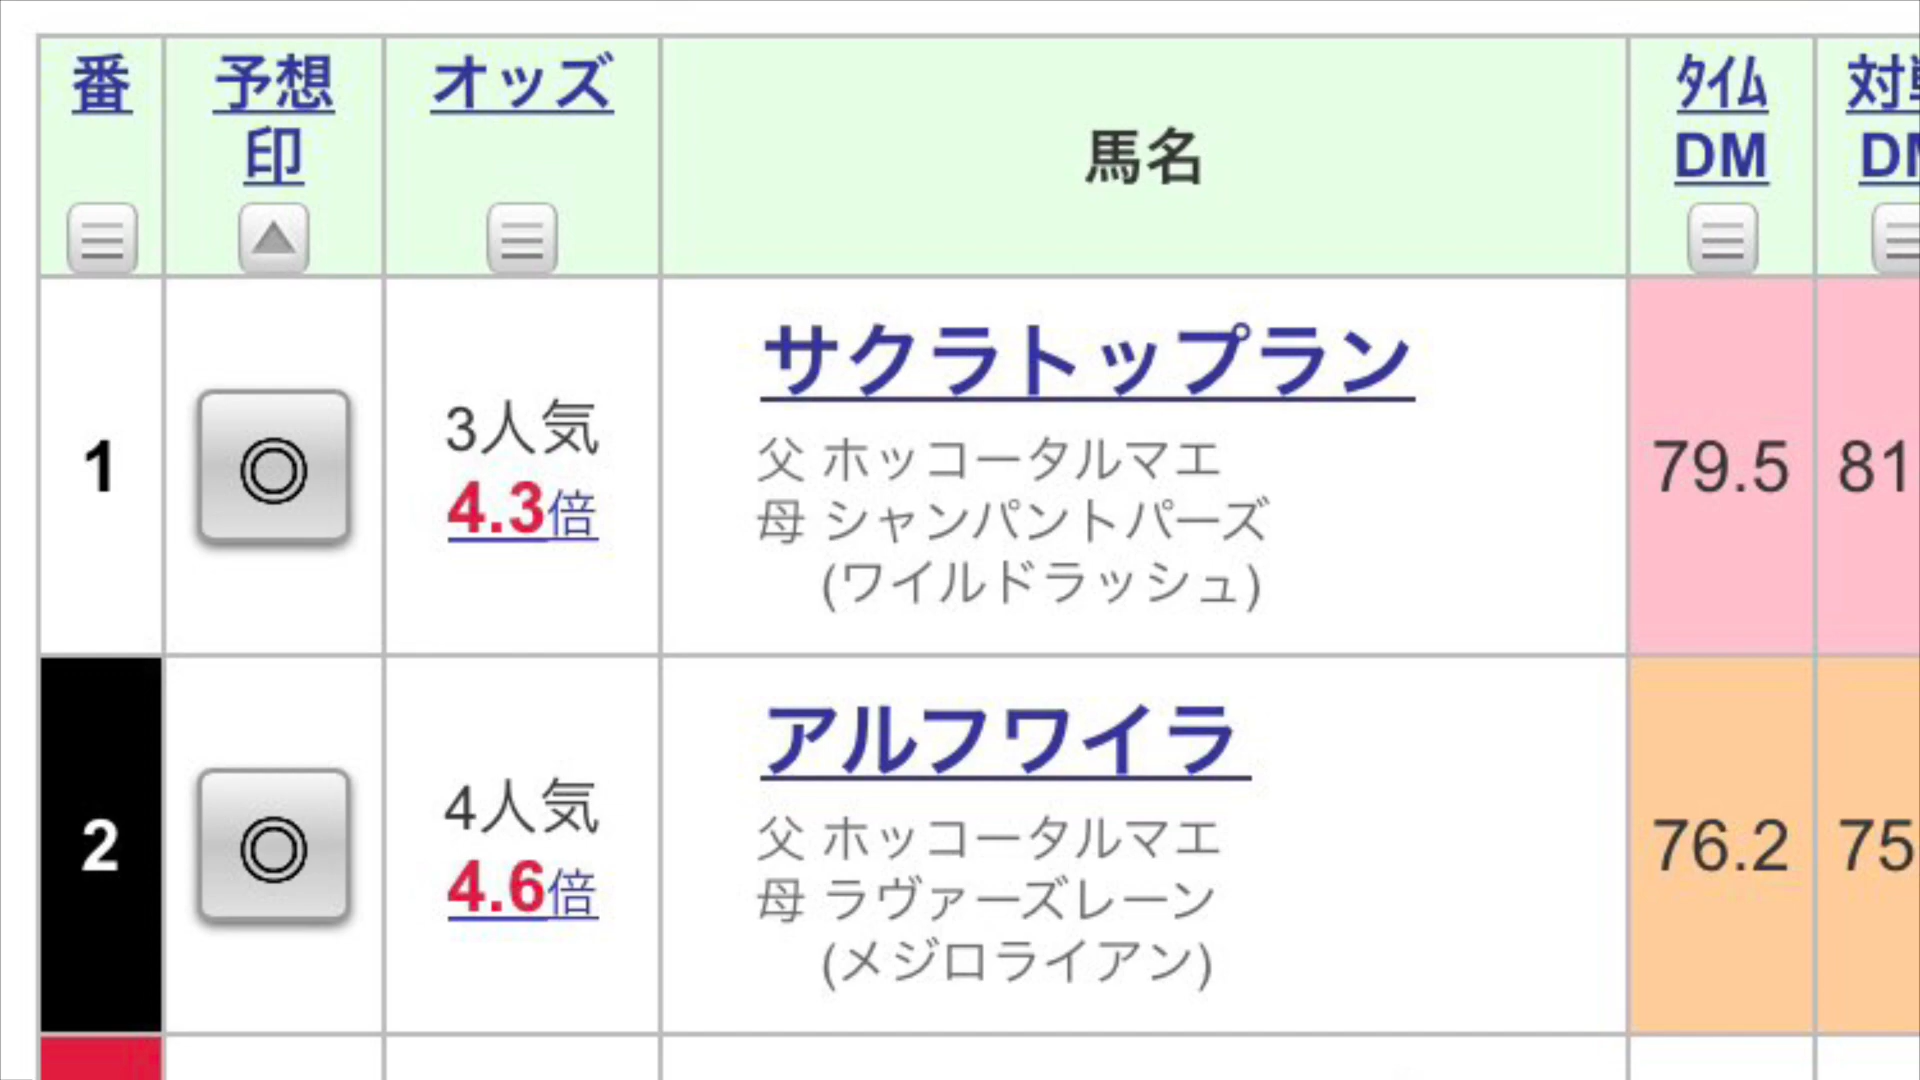 番
予想
印
オッズ
馬名
ﾀｲﾑ
DM
対
1
◎
3人気
4.3倍
サクラトップラン
父 ホッコータルマエ
母 シャンパントパーズ
(ワイルドラッシュ)
79.5
81
2
◎
4人気
4.6倍
アルフワイラ
父 ホッコータルマエ
母 ラヴァーズレーン
(メジロライアン)
76.2
75